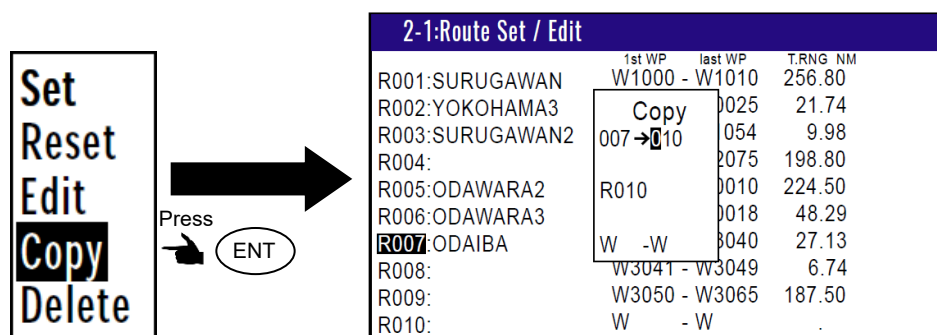 Set
Reset
Edit
Copy
Delete
Press
ENT
2-1:Route Set / Edit
1st WP last WP T.RNG NM
R001:SURUGAWAN W1000 - W1010 256.80
R002:YOKOHAMA3 0025 21.74
R003:SURUGAWAN2 054 9.98
R004: 2075 198.80
R005:ODAWARA2 0010 224.50
R006:ODAWARA3 0018 48.29
R007:ODAIBA 3040 27.13
R008: W3041 - W3049 6.74
R009: W3050 - W3065 187.50
R010: W - W .
Copy
007→010
R010
W -W